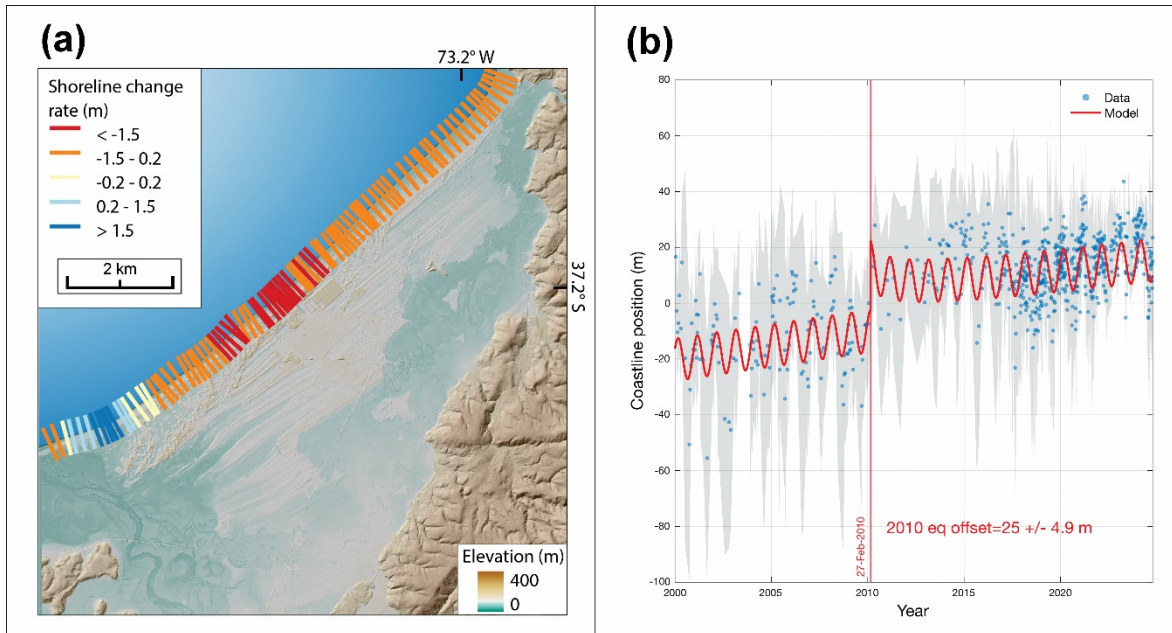 (a)
73.2° W
Shoreline change
rate (m)
< -1.5
-1.5 - 0.2
-0.2 - 0.2
0.2 - 1.5
> 1.5
2 km
37.2° S
Elevation (m)
400
0
(b)
80
60
40
20
0
-20
-40
-60
-80
-100
Coastline position (m)
Data
Model
27-Feb-2010
2010 eq offset=25 +/- 4.9 m
2000
2005
2010
2015
2020
Year